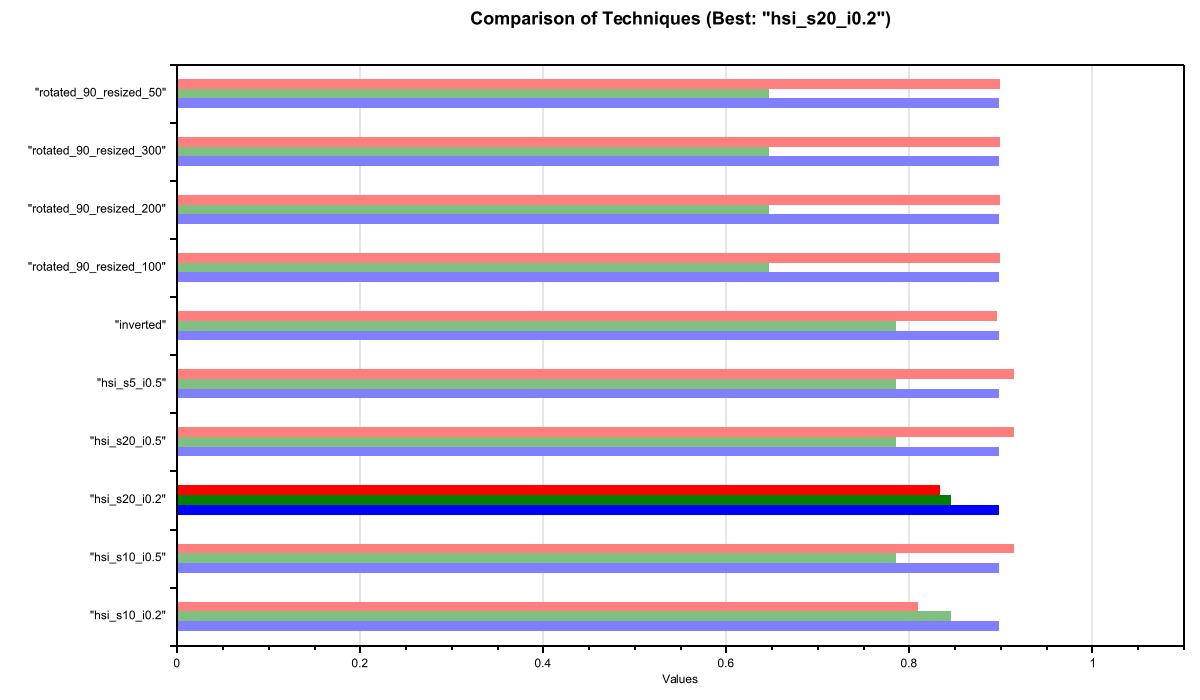 Comparison of Techniques (Best: "hsi_s20_i0.2")
"rotated_90_resized_50"
"rotated_90_resized_300"
"rotated_90_resized_200"
"rotated_90_resized_100"
"inverted"
"hsi_s5_i0.5"
"hsi_s20_i0.5"
"hsi_s20_i0.2"
"hsi_s10_i0.5"
"hsi_s10_i0.2"
0 0.2 0.4 0.6 0.8 1
Values